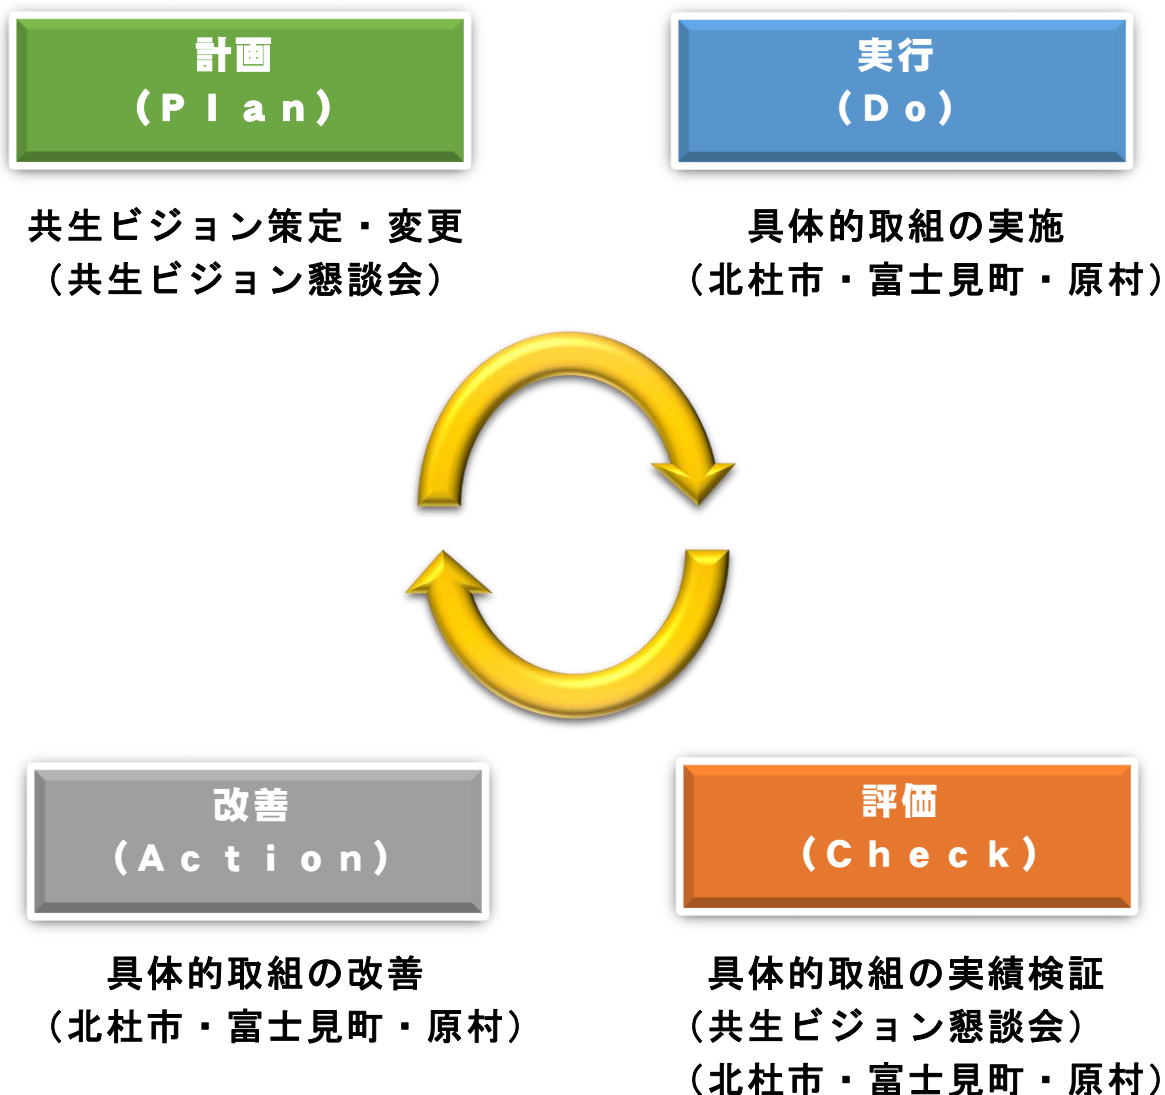 計画
（Ｐｌａｎ）
共生ビジョン策定・変更
（共生ビジョン懇談会）
実行
（Ｄｏ）
具体的取組の実施
（北杜市・富士見町・原村）
改善
（Ａｃｔｉｏｎ）
具体的取組の改善
（北杜市・富士見町・原村）
評価
（Ｃｈｅｃｋ）
具体的取組の実績検証
（共生ビジョン懇談会）
（北杜市・富士見町・原村）